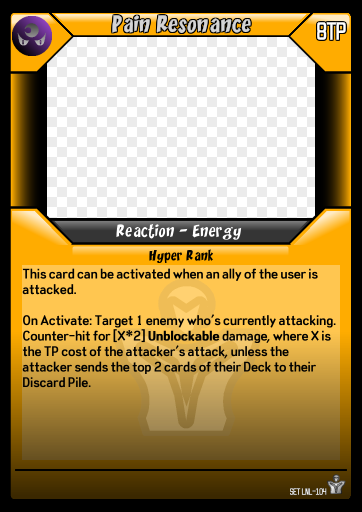 Pain Resonance
8TP
Reaction - Energy
Hyper Rank
This card can be activated when an ally of the user is
attacked.
On Activate: Target 1 enemy who's currently attacking.
Counter-hit for [X*2] Unblockable damage, where X is
the TP cost of the attacker's attack, unless the
attacker sends the top 2 cards of their Deck to their
Discard Pile.
SET LNL-104